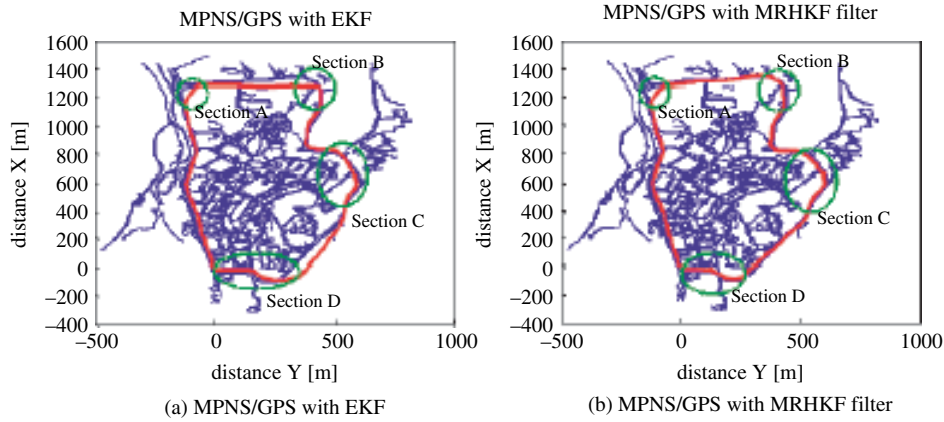 MPNS/GPS with EKF
1600
1400
1200
1000
800
600
400
200
0
−200
−400
−500
0
500
1000
distance X [m]
distance Y [m]
Section A
Section B
Section C
Section D
(a) MPNS/GPS with EKF
MPNS/GPS with MRHKF filter
1600
1400
1200
1000
800
600
400
200
0
−200
−400
−500
0
500
1000
distance X [m]
distance Y [m]
Section A
Section B
Section C
Section D
(b) MPNS/GPS with MRHKF filter